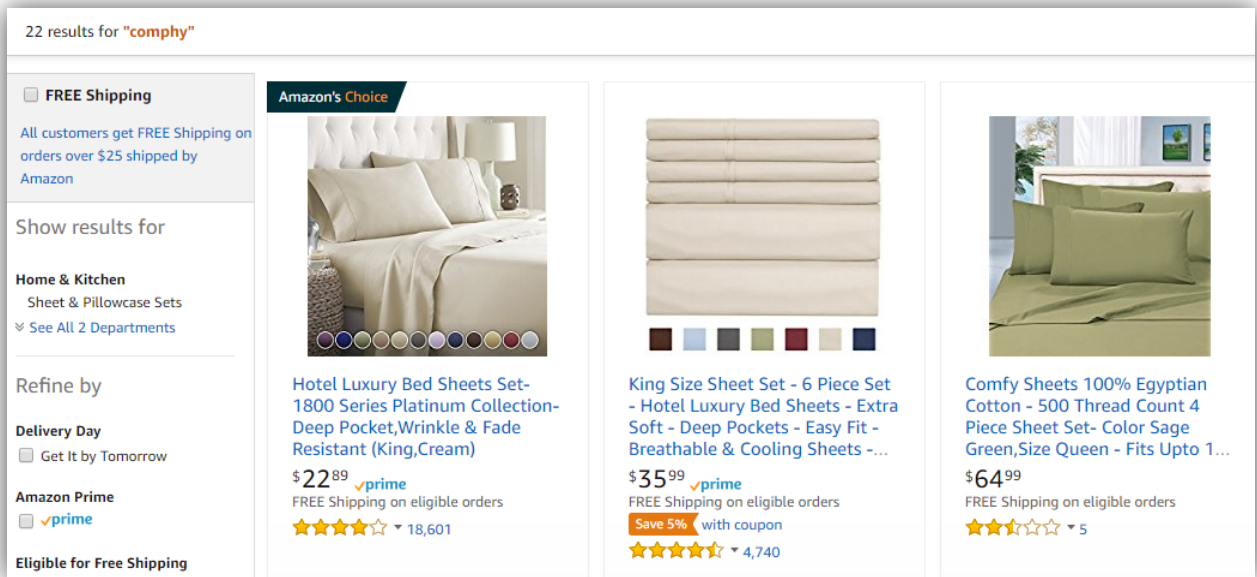 22 results for "comphy"
FREE Shipping
All customers get FREE Shipping on
orders over $25 shipped by
Amazon
Show results for
Home & Kitchen
Sheet & Pillowcase Sets
See All 2 Departments
Refine by
Delivery Day
Get It by Tomorrow
Amazon Prime
prime
Eligible for Free Shipping
Amazon's Choice
Hotel Luxury Bed Sheets Set-
1800 Series Platinum Collection-
Deep Pocket,Wrinkle & Fade
Resistant (King,Cream)
$22 89 prime
FREE Shipping on eligible orders
18,601
King Size Sheet Set - 6 Piece Set
- Hotel Luxury Bed Sheets - Extra
Soft - Deep Pockets - Easy Fit -
Breathable & Cooling Sheets -...
$35 99 prime
FREE Shipping on eligible orders
Save 5% with coupon
4,740
Comfy Sheets 100% Egyptian
Cotton - 500 Thread Count 4
Piece Sheet Set- Color Sage
Green,Size Queen - Fits Upto 1...
$64 99
FREE Shipping on eligible orders
5